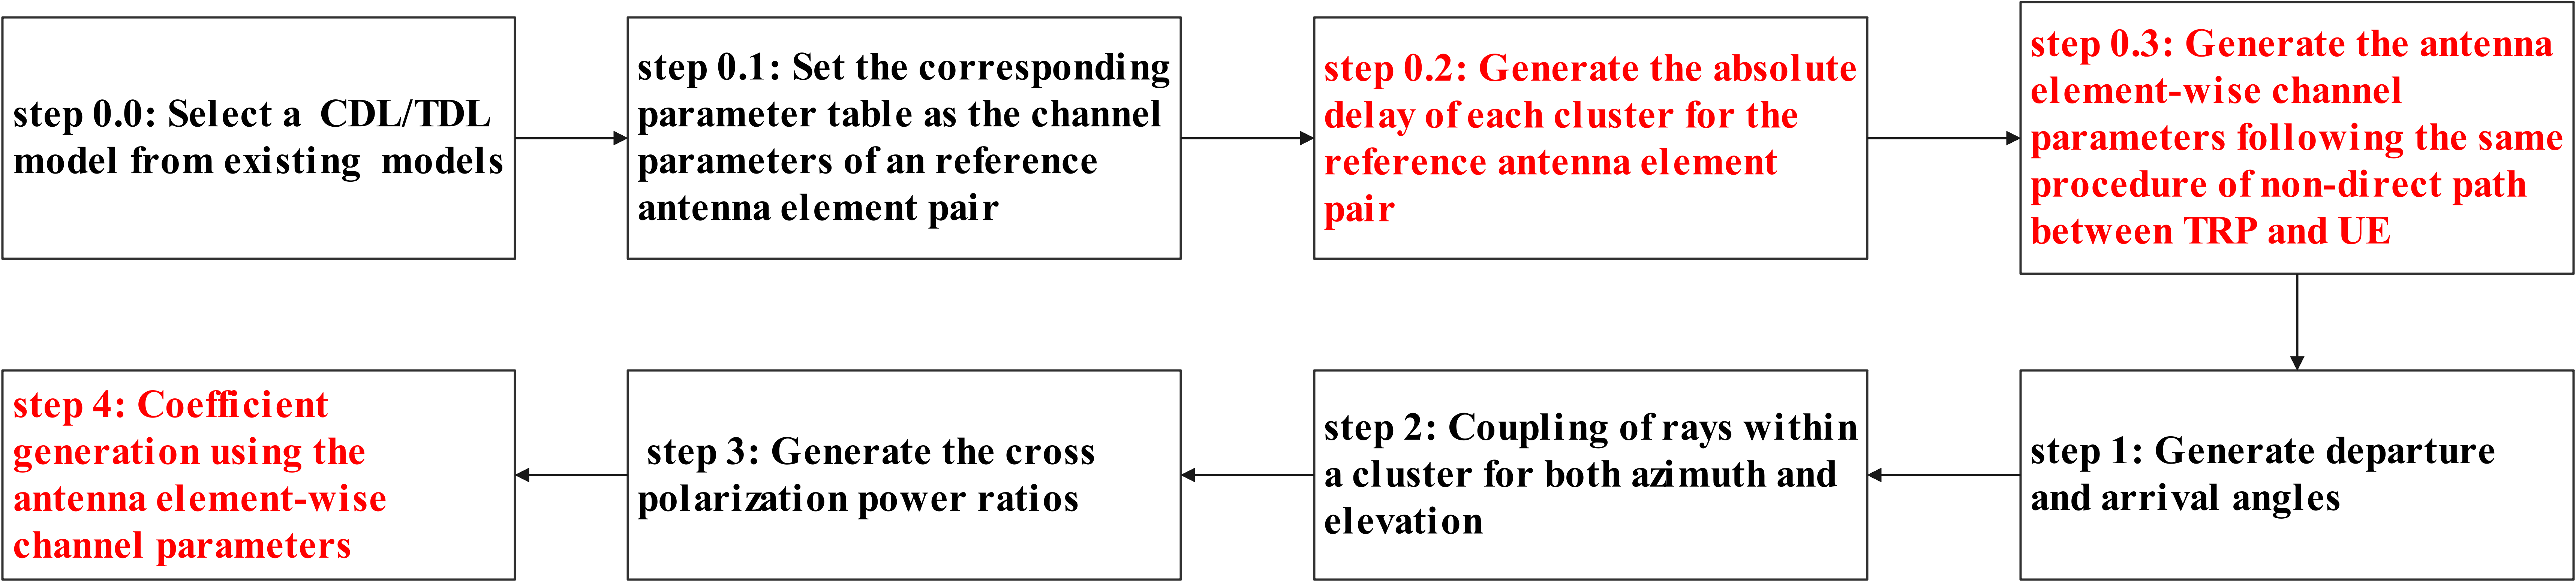 step 0.0: Select a CDL/TDL
model from existing models
step 0.1: Set the corresponding
parameter table as the channel
parameters of an reference
antenna element pair
step 0.2: Generate the absolute
delay of each cluster for the
reference antenna element
pair
step 0.3: Generate the antenna
element-wise channel
parameters following the same
procedure of non-direct path
between TRP and UE
step 1: Generate departure
and arrival angles
step 2: Coupling of rays within
a cluster for both azimuth and
elevation
step 3: Generate the cross
polarization power ratios
step 4: Coefficient
generation using the
antenna element-wise
channel parameters